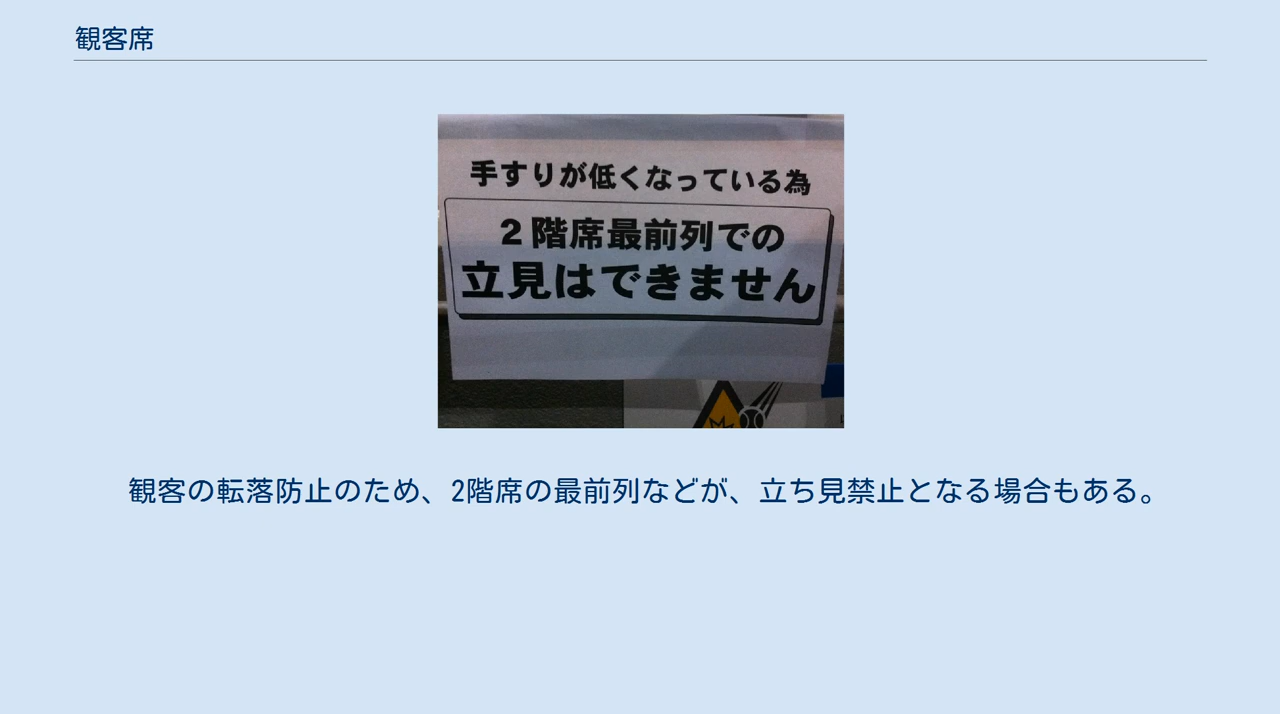 観客席
手すりが低くなっている為
2階席最前列での
立見はできません
観客の転落防止のため、2階席の最前列などが、立ち見禁止となる場合もある。